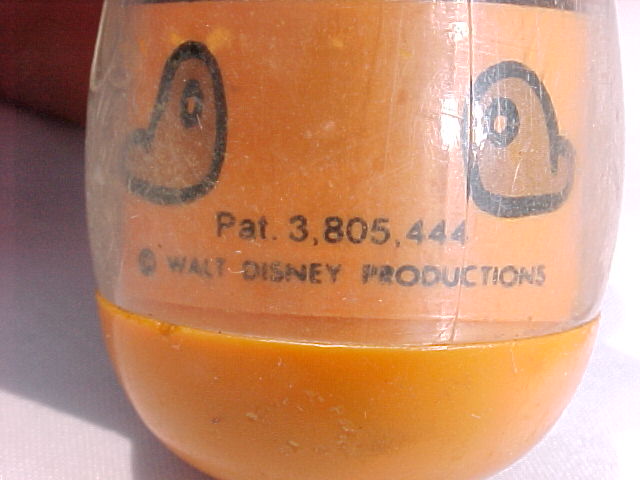 Pat. 3,805,444
© WALT DISNEY PRODUCTIONS